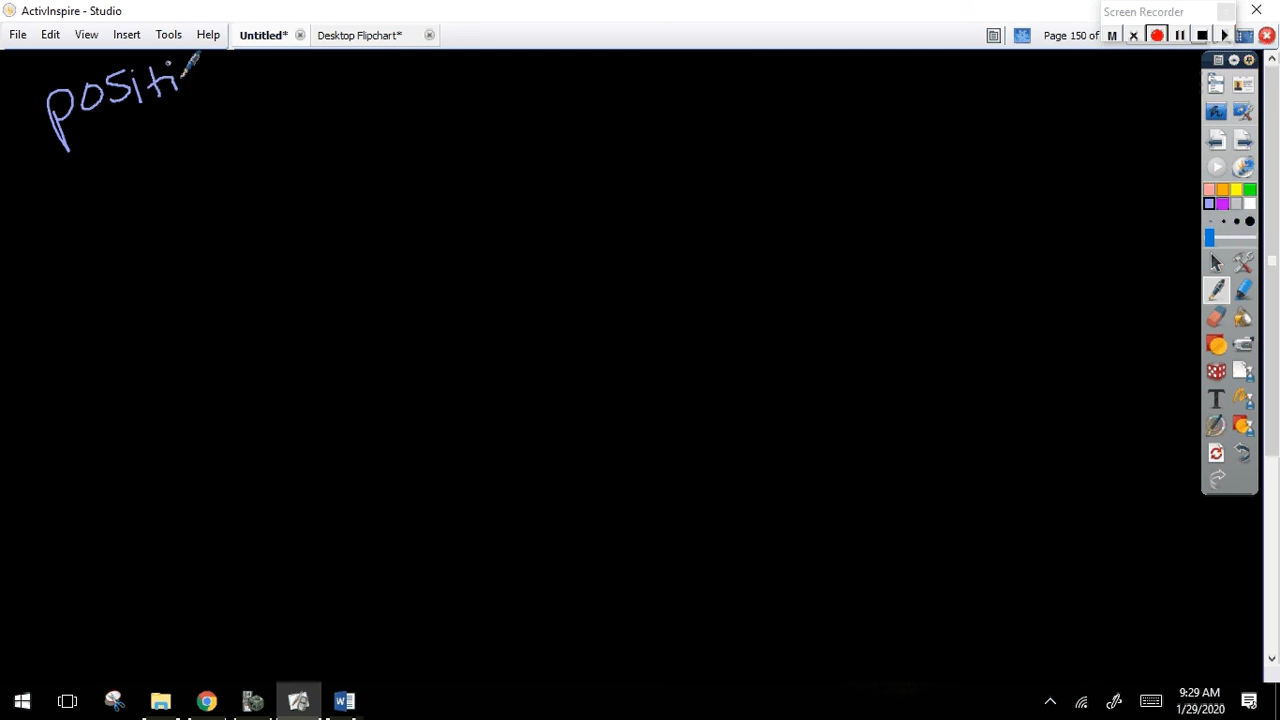 ActivInspire - Studio
Screen Recorder
File Edit View Insert Tools Help Untitled* Desktop Flipchart* Page 150 of
positi
9:29 AM
1/29/2020